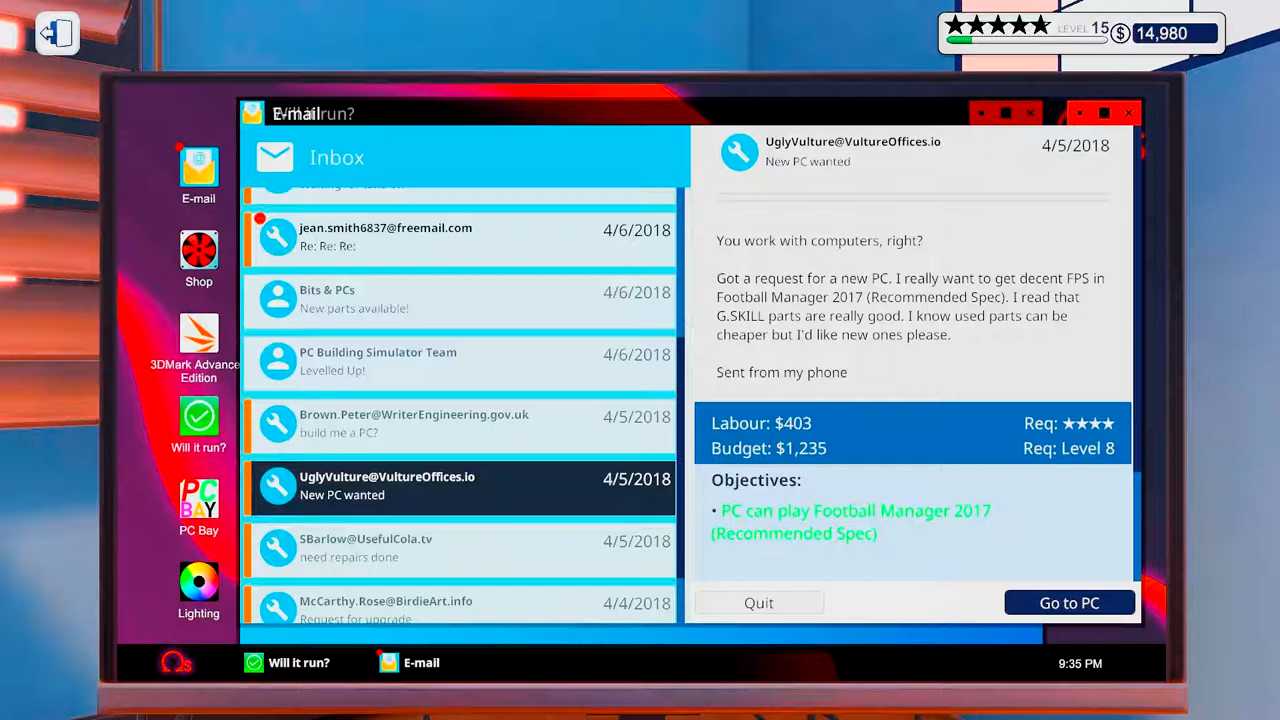 LEVEL 15
$ 14,980
E-mail
run?
Inbox
jean.smith6837@freemail.com
4/6/2018
Re: Re: Re:
Bits & PCs
4/6/2018
New parts available!
PC Building Simulator Team
4/6/2018
Levelled Up!
Brown.Peter@WriterEngineering.gov.uk
4/5/2018
build me a PC?
UglyVulture@VultureOffices.io
4/5/2018
New PC wanted
SBarlow@UsefulCola.tv
4/5/2018
need repairs done
McCarthy.Rose@BirdieArt.info
4/4/2018
Request for upgrade
UglyVulture@VultureOffices.io
4/5/2018
New PC wanted
You work with computers, right?
Got a request for a new PC. I really want to get decent FPS in
Football Manager 2017 (Recommended Spec). I read that
G.SKILL parts are really good. I know used parts can be
cheaper but I'd like new ones please.
Sent from my phone
Labour: $403
Req: ★★★★
Budget: $1,235
Req: Level 8
Objectives:
• PC can play Football Manager 2017
(Recommended Spec)
Quit
Go to PC
E-mail
Shop
3DMark Advance
Edition
Will it run?
PC
BAY
PC Bay
Lighting
Ωs
Will it run?
E-mail
9:35 PM